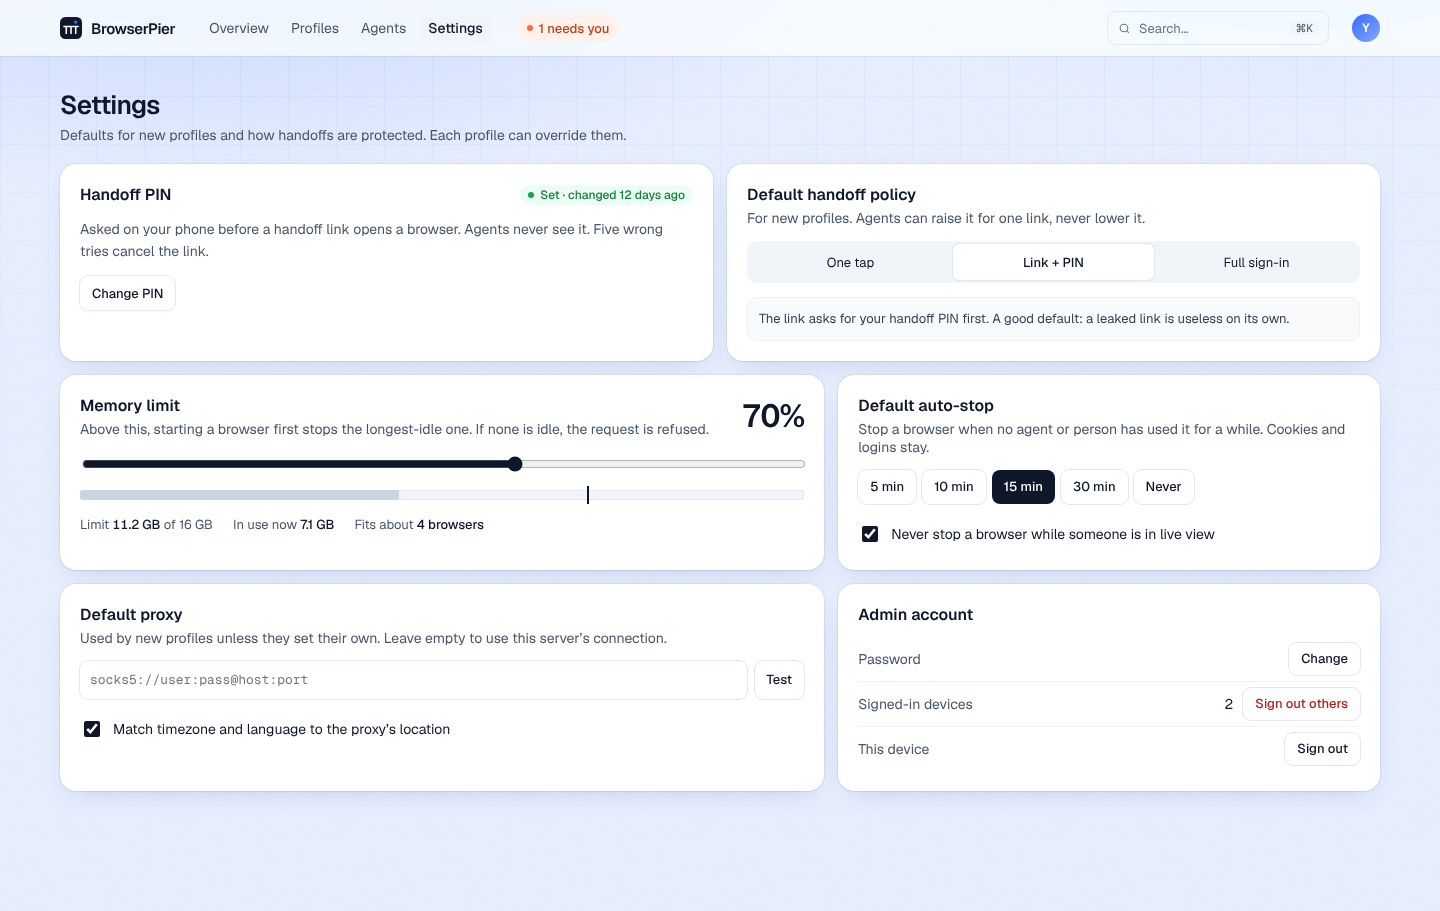 BrowserPier
Overview
Profiles
Agents
Settings
1 needs you
Search...
⌘K
Y
Settings
Defaults for new profiles and how handoffs are protected. Each profile can override them.
Handoff PIN
Set · changed 12 days ago
Asked on your phone before a handoff link opens a browser. Agents never see it. Five wrong
tries cancel the link.
Change PIN
Default handoff policy
For new profiles. Agents can raise it for one link, never lower it.
One tap
Link + PIN
Full sign-in
The link asks for your handoff PIN first. A good default: a leaked link is useless on its own.
Memory limit
70%
Above this, starting a browser first stops the longest-idle one. If none is idle, the request is refused.
Limit 11.2 GB of 16 GB
In use now 7.1 GB
Fits about 4 browsers
Default auto-stop
Stop a browser when no agent or person has used it for a while. Cookies and
logins stay.
5 min
10 min
15 min
30 min
Never
Never stop a browser while someone is in live view
Default proxy
Used by new profiles unless they set their own. Leave empty to use this server’s connection.
socks5://user:pass@host:port
Test
Match timezone and language to the proxy’s location
Admin account
Password
Change
Signed-in devices
2
Sign out others
This device
Sign out